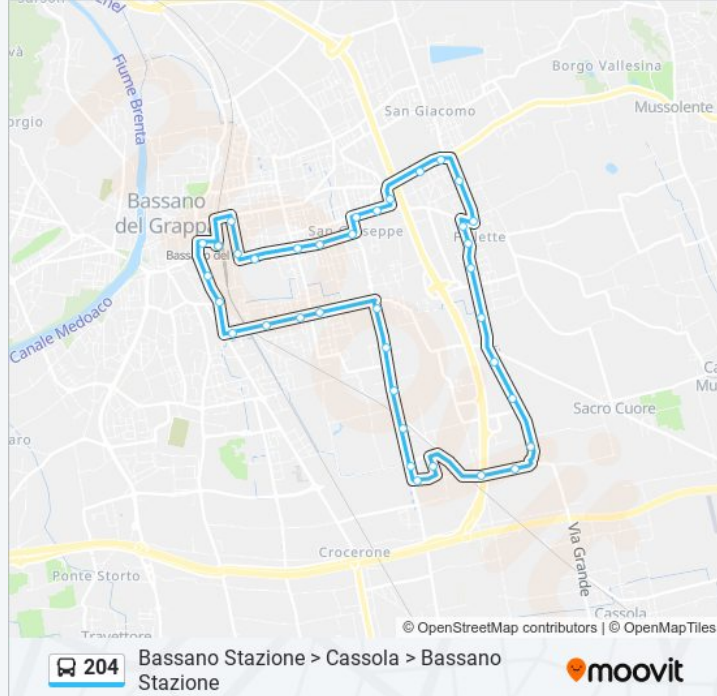 Fiume Brenta
Borgo Vallesina
San Giacomo
Mussolente
Bassano
del Grappa
San Giuseppe
Canale Medoaco
Sacro Cuore
Crocerone
Via Grande
Ponte Storto
Cassola
Travettore
© OpenStreetMap contributors | © OpenMapTiles
204
Bassano Stazione > Cassola > Bassano
Stazione
moovit